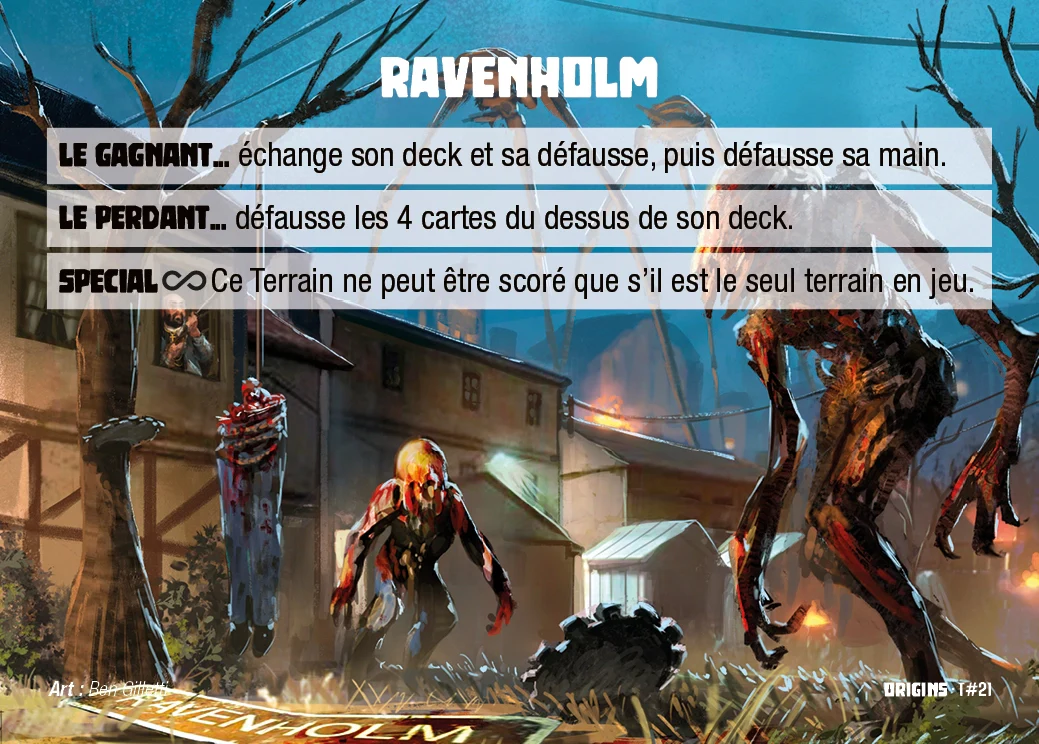 RAVENHOLM
LE GAGNANT... échange son deck et sa défausse, puis défausse sa main.
LE PERDANT... défausse les 4 cartes du dessus de son deck.
SPECIAL ∞ Ce Terrain ne peut être scoré que s’il est le seul terrain en jeu.
Art : Ben Gilletti
ORIGINS T#21
RAVENHOLM